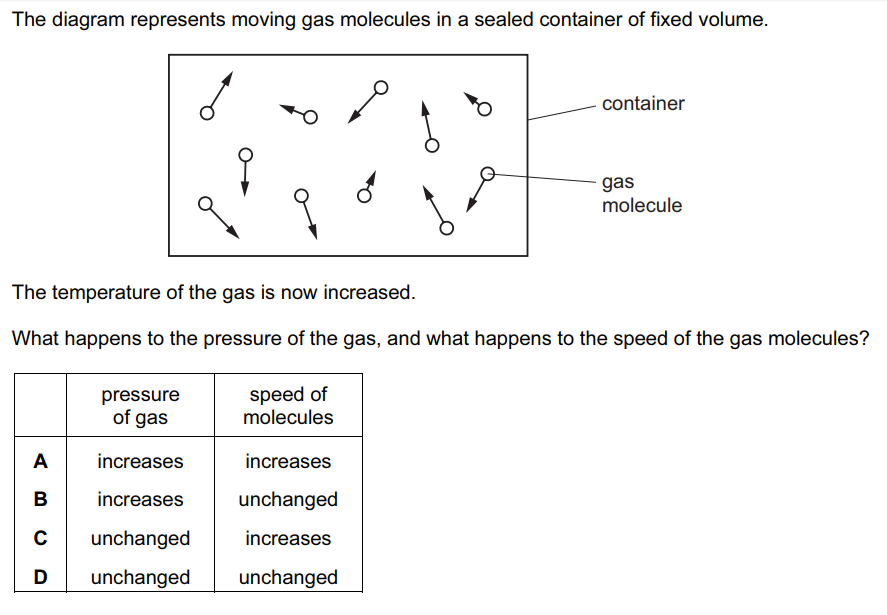 The diagram represents moving gas molecules in a sealed container of fixed volume.
container
gas
molecule
The temperature of the gas is now increased.
What happens to the pressure of the gas, and what happens to the speed of the gas molecules?
pressure of gas speed of molecules
A increases increases
B increases unchanged
C unchanged increases
D unchanged unchanged